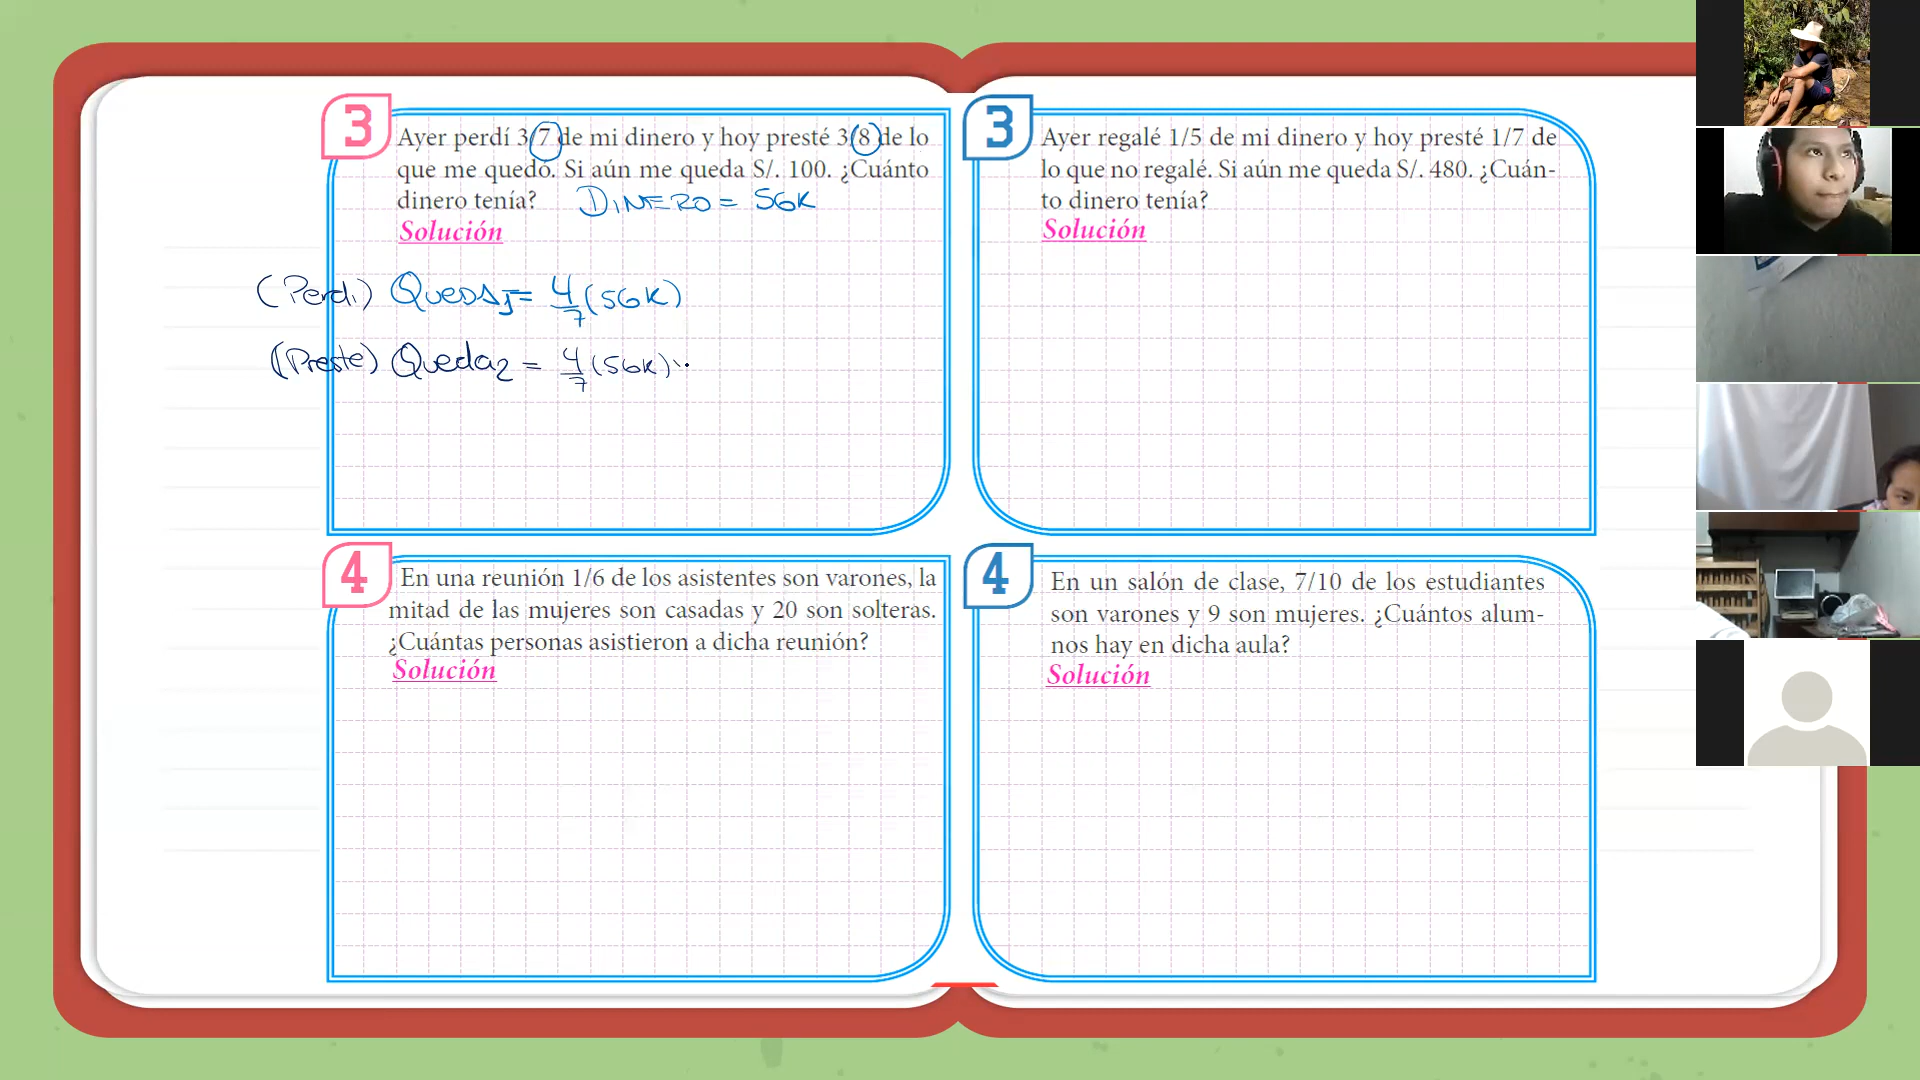 3
Ayer perdí 3/7 de mi dinero y hoy presté 3/8 de lo
que me quedó. Si aún me queda S/. 100. ¿Cuánto
dinero tenía? DINERO = 56K
Solución
(Perdi) QUEDA1 = 4/7 (56K)
(Preste) Queda2 = 4/7 (56K) ·
3
Ayer regalé 1/5 de mi dinero y hoy presté 1/7 de
lo que no regalé. Si aún me queda S/. 480. ¿Cuán-
to dinero tenía?
Solución
4
En una reunión 1/6 de los asistentes son varones, la
mitad de las mujeres son casadas y 20 son solteras.
¿Cuántas personas asistieron a dicha reunión?
Solución
4
En un salón de clase, 7/10 de los estudiantes
son varones y 9 son mujeres. ¿Cuántos alum-
nos hay en dicha aula?
Solución